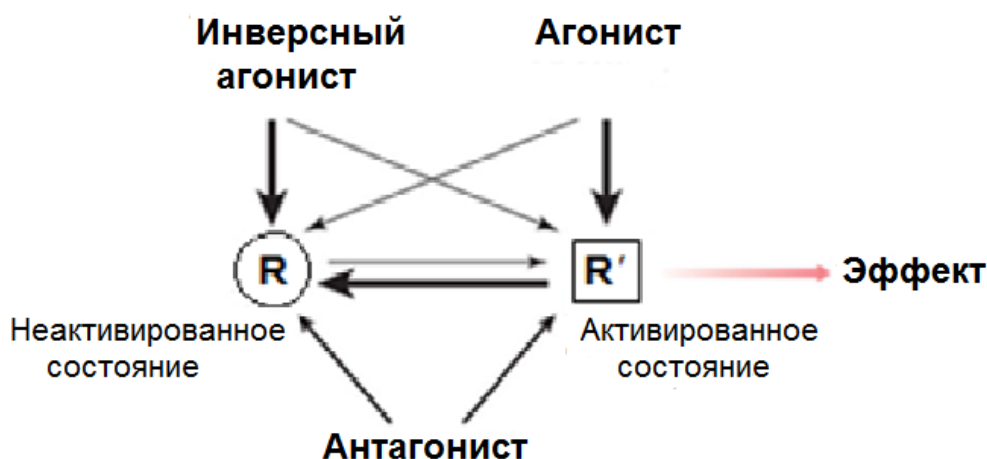 Инверсный
агонист
Агонист
R
R′
Эффект
Неактивированное
состояние
Активированное
состояние
Антагонист